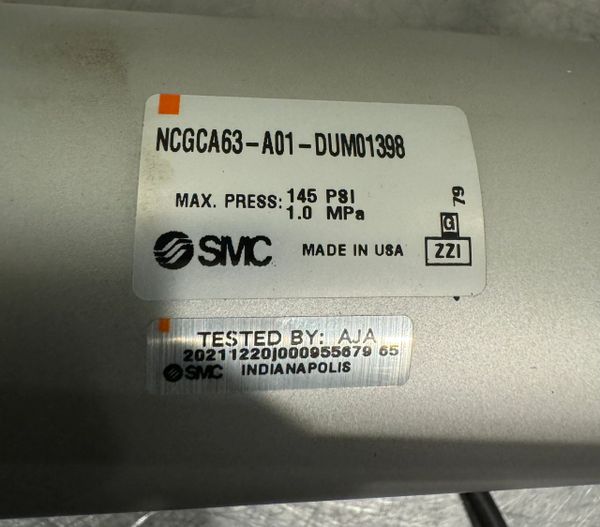 NCGCA63-A01-DUM01398
MAX. PRESS: 145 PSI
1.0 MPa
79
G
ZZI
SMC MADE IN USA
TESTED BY: AJA
20211220J000955679 65
SMC INDIANAPOLIS